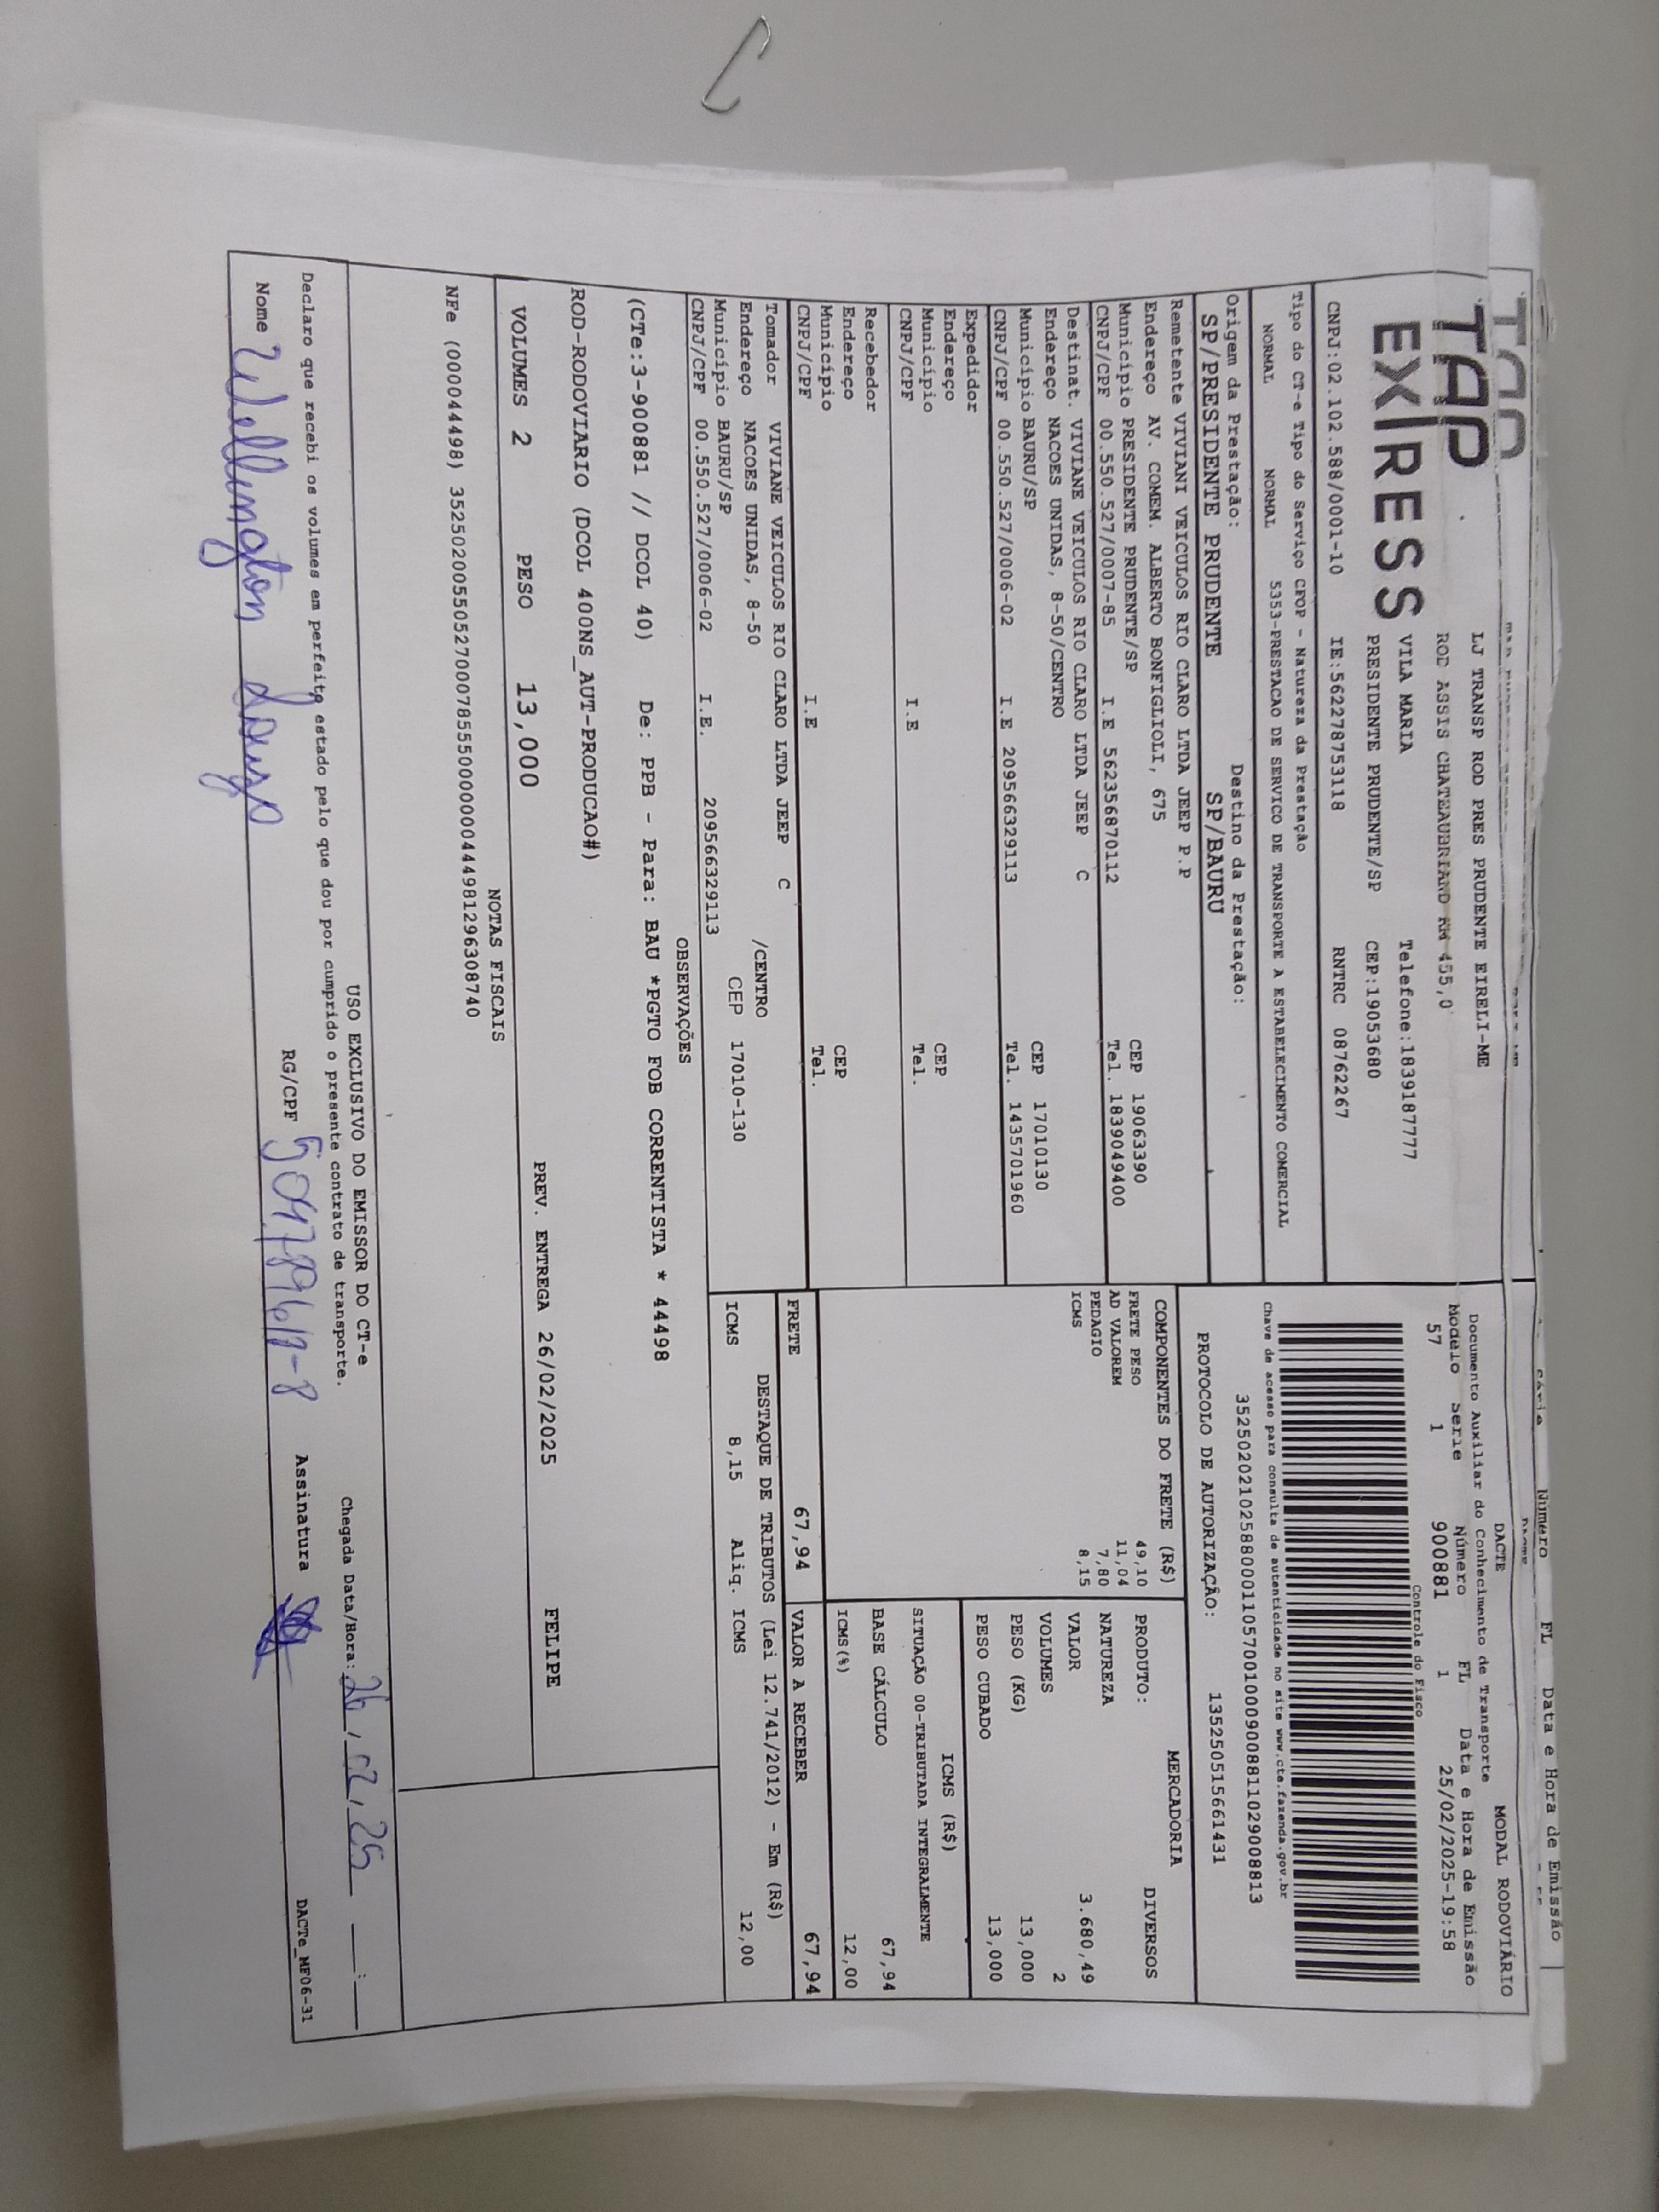 Número FL Data e Hora de Emissão
TAP
EX/RESS
LJ TRANSP ROD PRES PRUDENTE EIRELI-ME
ROD ASSIS CHATEAUBRIAND KM 455,0
VILA MARIA Telefone:1839187777
PRESIDENTE PRUDENTE/SP CEP:19053680
CNPJ:02.102.588/0001-10 IE:562278753118 RNTRC 08762267
DACTE MODAL RODOVIÁRIO
Documento Auxiliar do Conhecimento de Transporte
Modelo Serie Número FL Data e Hora de Emissão
57 1 900881 1 25/02/2025-19:58
Controle do Fisco
Chave de acesso para consulta de autenticidade no site www.cte.fazenda.gov.br
35250202102588000110570010009008811029008813
PROTOCOLO DE AUTORIZAÇÃO: 135250515661431
Tipo do CT-e Tipo do Serviço CFOP - Natureza da Prestação
NORMAL NORMAL 5353-PRESTACAO DE SERVICO DE TRANSPORTE A ESTABELECIMENTO COMERCIAL
Origem da Prestação: Destino da Prestação:
SP/PRESIDENTE PRUDENTE SP/BAURU
Remetente VIVIANI VEICULOS RIO CLARO LTDA JEEP P.P
Endereço AV. COMEM. ALBERTO BONFIGLIOLI, 675
Município PRESIDENTE PRUDENTE/SP CEP 19063390
CNPJ/CPF 00.550.527/0007-85 I.E 562356870112 Tel. 1839049400
Destinat. VIVIANE VEICULOS RIO CLARO LTDA JEEP C
Endereço NACOES UNIDAS, 8-50/CENTRO
Município BAURU/SP CEP 17010130
CNPJ/CPF 00.550.527/0006-02 I.E 209566329113 Tel. 1435701960
Expedidor
Endereço
Município CEP
CNPJ/CPF I.E Tel.
Recebedor
Endereço
Município CEP
CNPJ/CPF I.E Tel.
Tomador VIVIANE VEICULOS RIO CLARO LTDA JEEP C
Endereço NACOES UNIDAS, 8-50 /CENTRO
Município BAURU/SP CEP 17010-130
CNPJ/CPF 00.550.527/0006-02 I.E. 209566329113
COMPONENTES DO FRETE (R$)
FRETE PESO 49,10
AD VALOREM 11,04
PEDAGIO 7,80
ICMS 8,15
MERCADORIA
PRODUTO: DIVERSOS
NATUREZA
VALOR 3.680,49
VOLUMES 2
PESO (KG) 13,000
PESO CUBADO 13,000
ICMS (R$)
SITUAÇÃO 00-TRIBUTADA INTEGRALMENTE
BASE CÁLCULO 67,94
ICMS(%) 12,00
FRETE 67,94 VALOR A RECEBER 67,94
DESTAQUE DE TRIBUTOS (Lei 12.741/2012) - Em (R$)
ICMS 8,15 Aliq. ICMS 12,00
OBSERVAÇÕES
(CTe:3-900881 // DCOL 40) De: PPB - Para: BAU *PGTO FOB CORRENTISTA * 44498
ROD-RODOVIARIO (DCOL 400NS_AUT-PRODUCAO#)
VOLUMES 2 PESO 13,000 PREV. ENTREGA 26/02/2025 FELIPE
NOTAS FISCAIS
NFe (000044498) 35250200550527000785550000000444981296308740
USO EXCLUSIVO DO EMISSOR DO CT-e
Declaro que recebi os volumes em perfeito estado pelo que dou por cumprido o presente contrato de transporte. Chegada Data/Hora: 26/02/25 __:__
Nome Wellington Souza RG/CPF Assinatura
DACTe_MF06-31